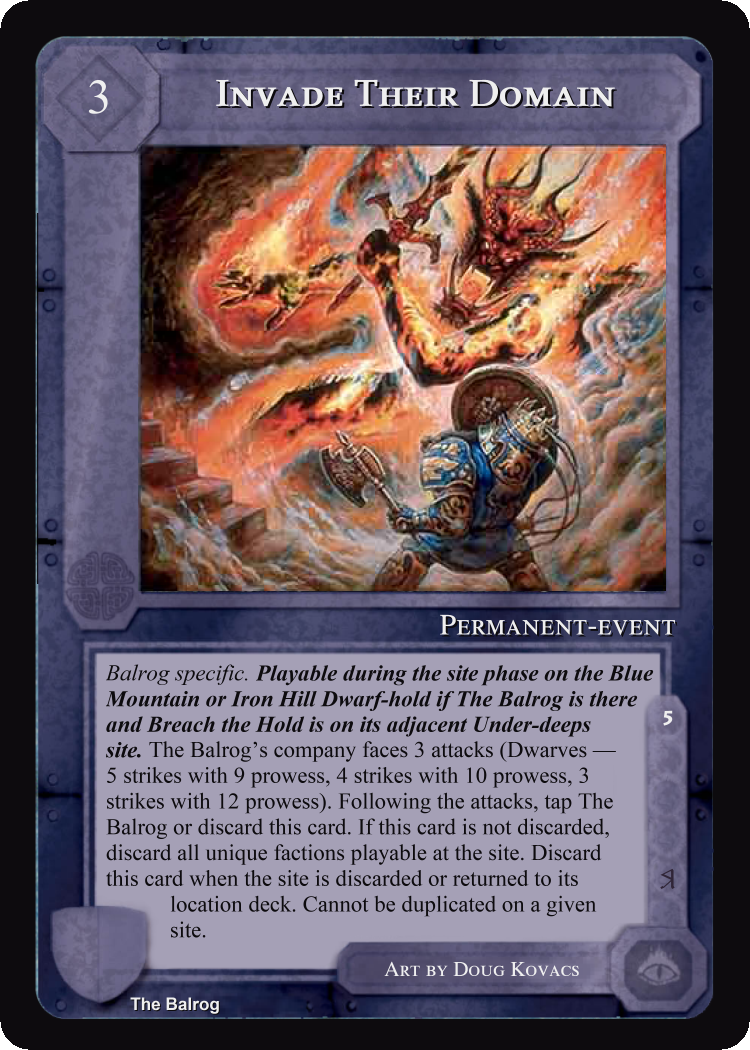 3
Invade Their Domain
Permanent-event
Balrog specific. Playable during the site phase on the Blue
Mountain or Iron Hill Dwarf-hold if The Balrog is there
and Breach the Hold is on its adjacent Under-deeps
site. The Balrog's company faces 3 attacks (Dwarves —
5 strikes with 9 prowess, 4 strikes with 10 prowess, 3
strikes with 12 prowess). Following the attacks, tap The
Balrog or discard this card. If this card is not discarded,
discard all unique factions playable at the site. Discard
this card when the site is discarded or returned to its
location deck. Cannot be duplicated on a given
site.
5
Art by Doug Kovacs
The Balrog